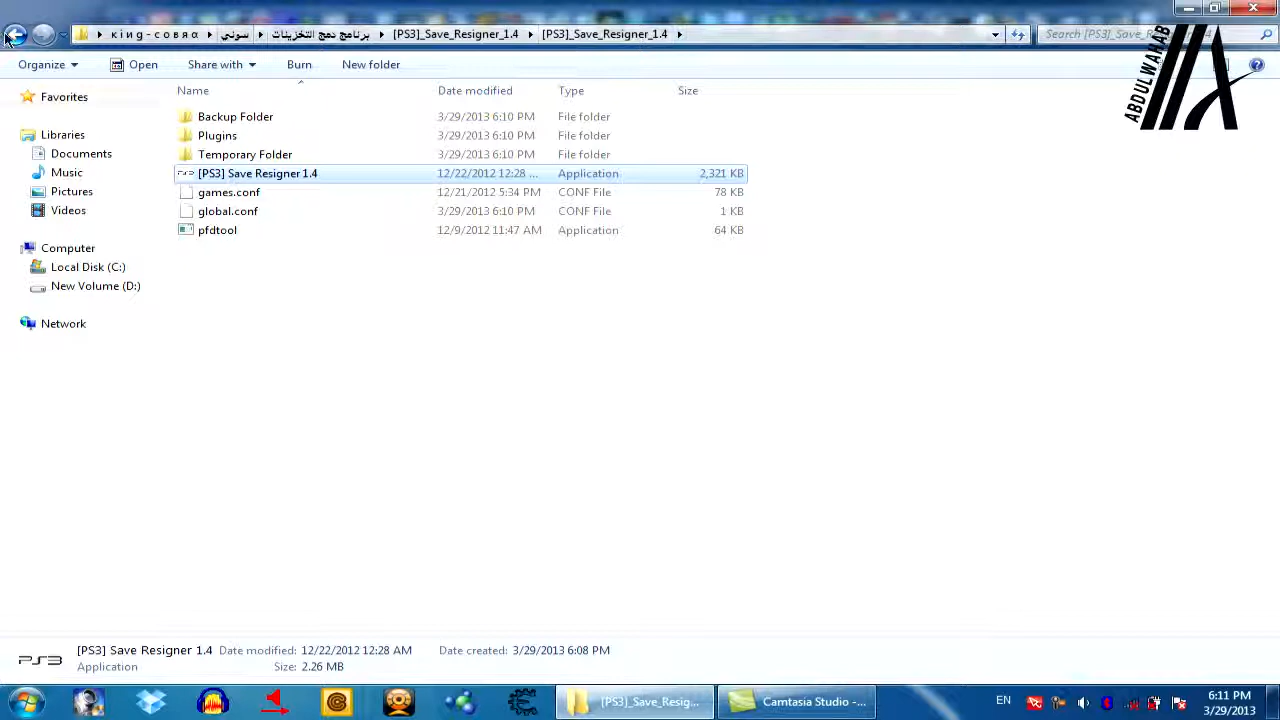 кιηg-coвяα سوني برنامج دمج التخزينات [PS3]_Save_Resigner_1.4 [PS3]_Save_Resigner_1.4
Search [PS3]_Save_
Organize Open Share with Burn New folder
ABDULWAHAB
Name Date modified Type Size
Favorites
Libraries
Documents
Music
Pictures
Videos
Computer
Local Disk (C:)
New Volume (D:)
Network
Backup Folder 3/29/2013 6:10 PM File folder
Plugins 3/29/2013 6:10 PM File folder
Temporary Folder 3/29/2013 6:10 PM File folder
[PS3] Save Resigner 1.4 12/22/2012 12:28 ... Application 2,321 KB
games.conf 12/21/2012 5:34 PM CONF File 78 KB
global.conf 3/29/2013 6:10 PM CONF File 1 KB
pfdtool 12/9/2012 11:47 AM Application 64 KB
PS3
[PS3] Save Resigner 1.4 Date modified: 12/22/2012 12:28 AM Date created: 3/29/2013 6:08 PM
Application Size: 2.26 MB
[PS3]_Save_Resig... Camtasia Studio -... EN 6:11 PM
3/29/2013